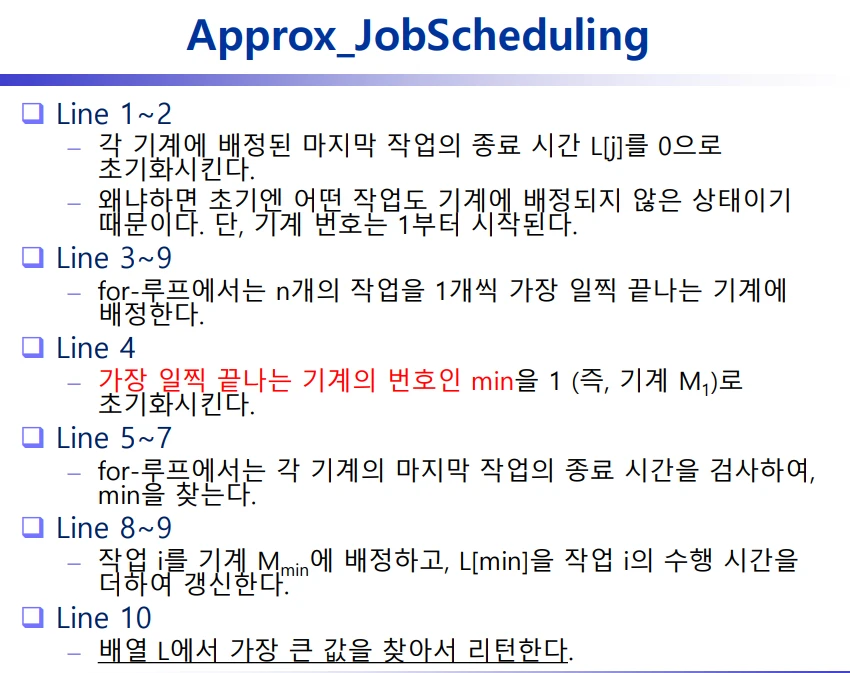 Approx_JobScheduling
Line 1~2
– 각 기계에 배정된 마지막 작업의 종료 시간 L[j]를 0으로
초기화시킨다.
– 왜냐하면 초기엔 어떤 작업도 기계에 배정되지 않은 상태이기
때문이다. 단, 기계 번호는 1부터 시작된다.
Line 3~9
– for-루프에서는 n개의 작업을 1개씩 가장 일찍 끝나는 기계에
배정한다.
Line 4
– 가장 일찍 끝나는 기계의 번호인 min을 1 (즉, 기계 M1)로
초기화시킨다.
Line 5~7
– for-루프에서는 각 기계의 마지막 작업의 종료 시간을 검사하여,
min을 찾는다.
Line 8~9
– 작업 i를 기계 Mmin에 배정하고, L[min]을 작업 i의 수행 시간을
더하여 갱신한다.
Line 10
– 배열 L에서 가장 큰 값을 찾아서 리턴한다.